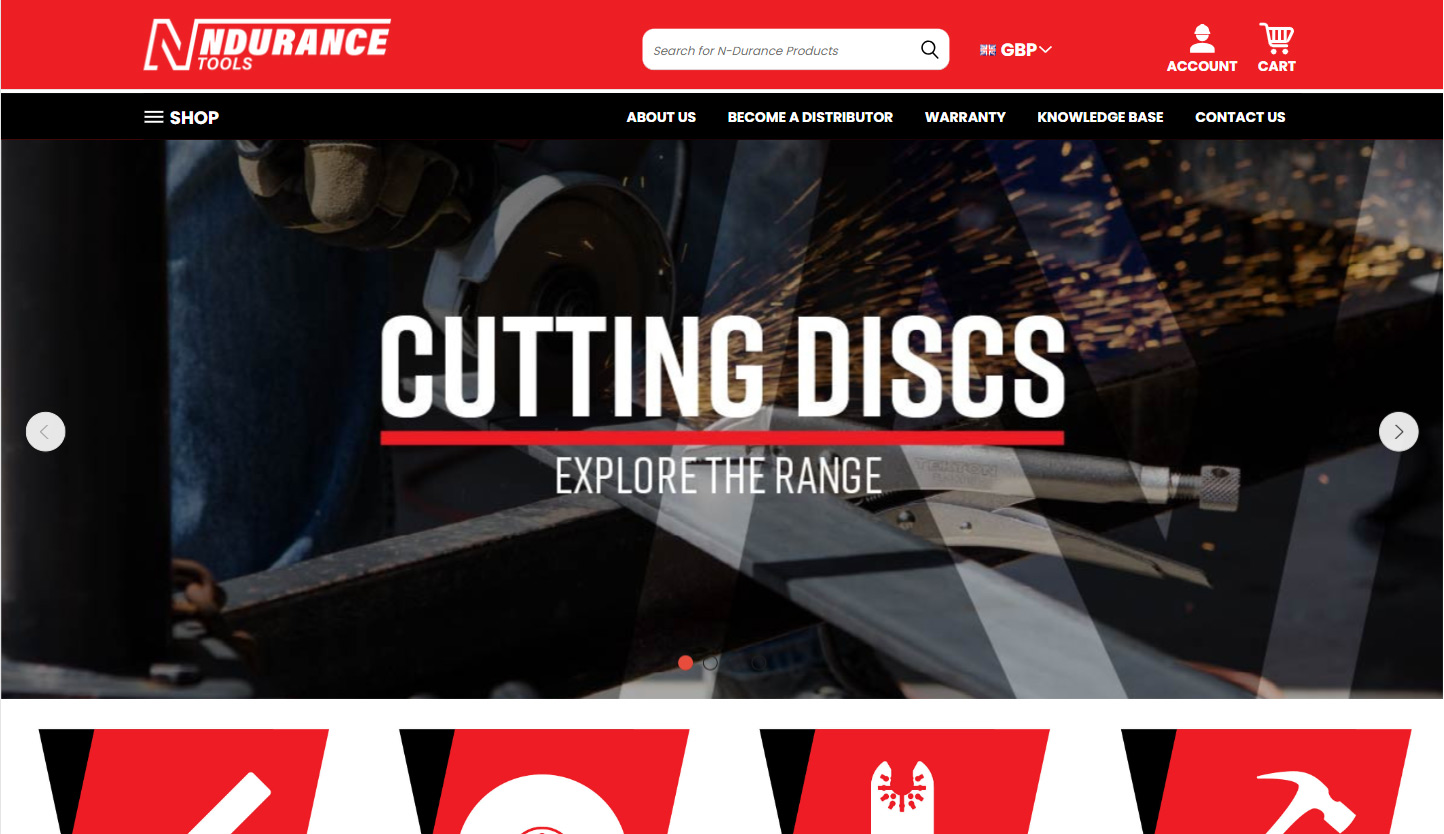 NDURANCE
TOOLS
Search for N-Durance Products
GBP
ACCOUNT
CART
SHOP
ABOUT US
BECOME A DISTRIBUTOR
WARRANTY
KNOWLEDGE BASE
CONTACT US
CUTTING DISCS
TEKTON
EXPLORE THE RANGE